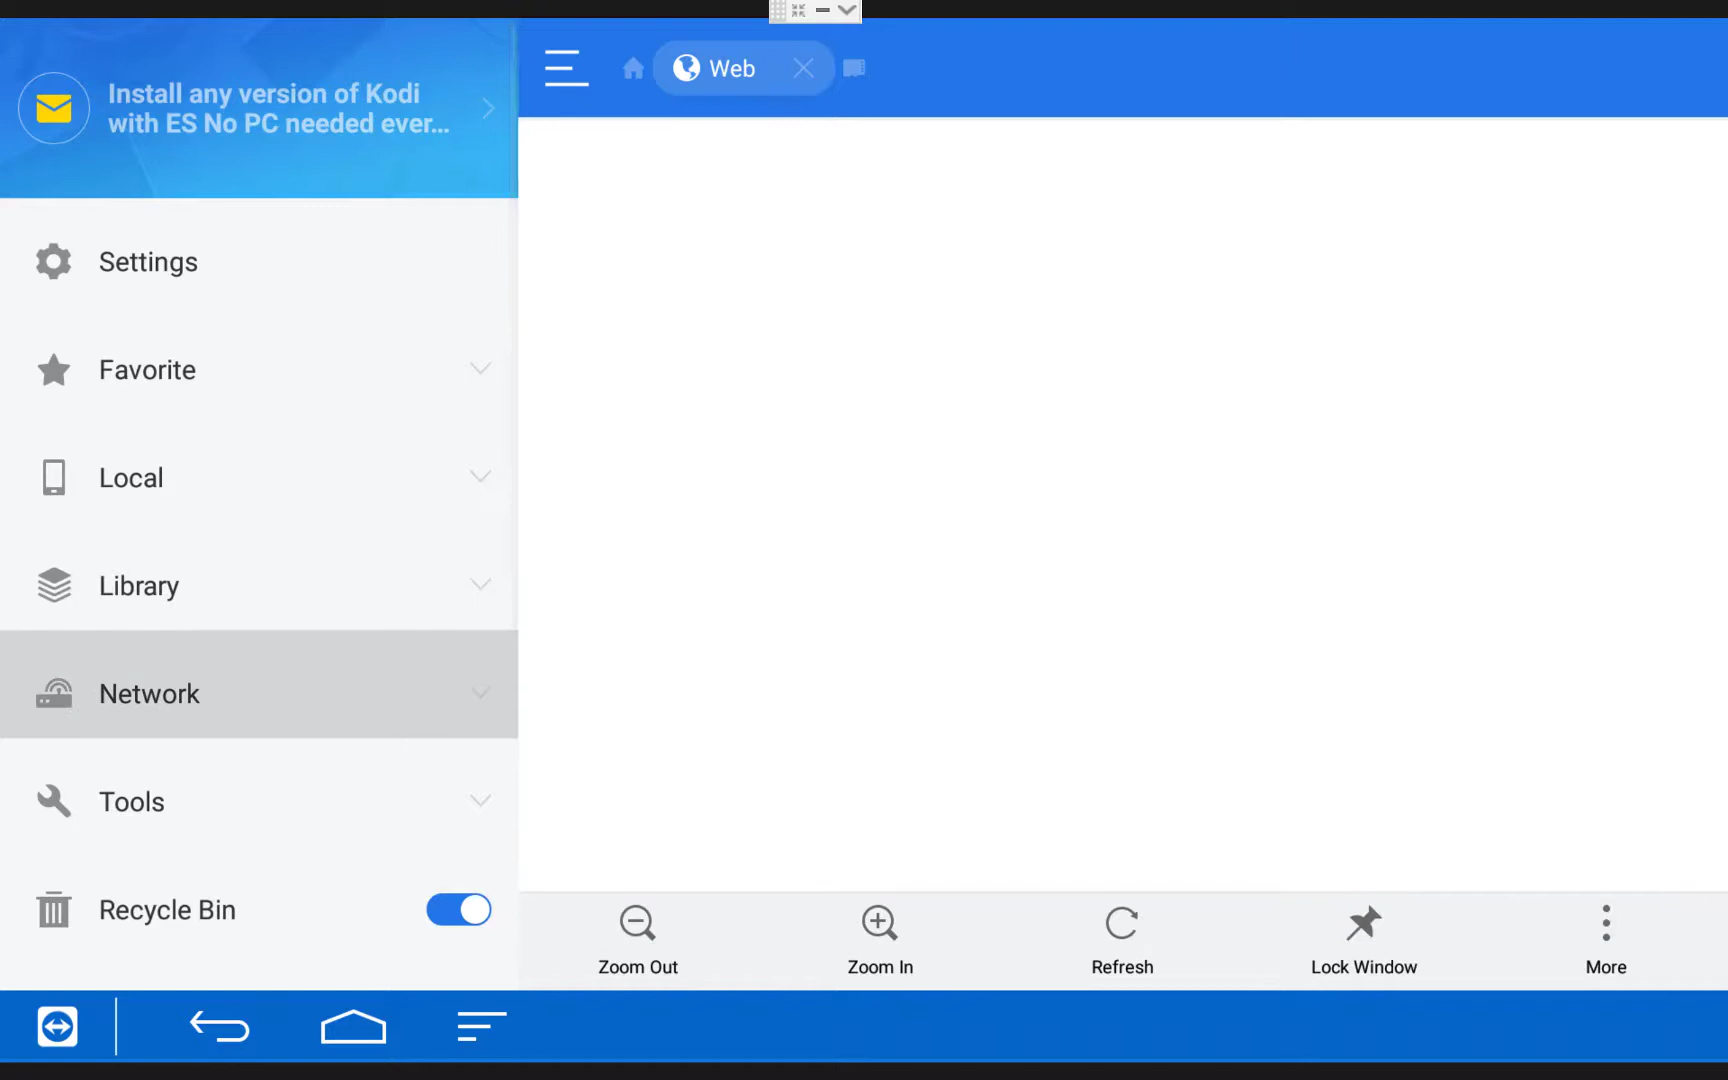 Install any version of Kodi
with ES No PC needed ever...
Web
Settings
Favorite
Local
Library
Network
Tools
Recycle Bin
Zoom Out
Zoom In
Refresh
Lock Window
More